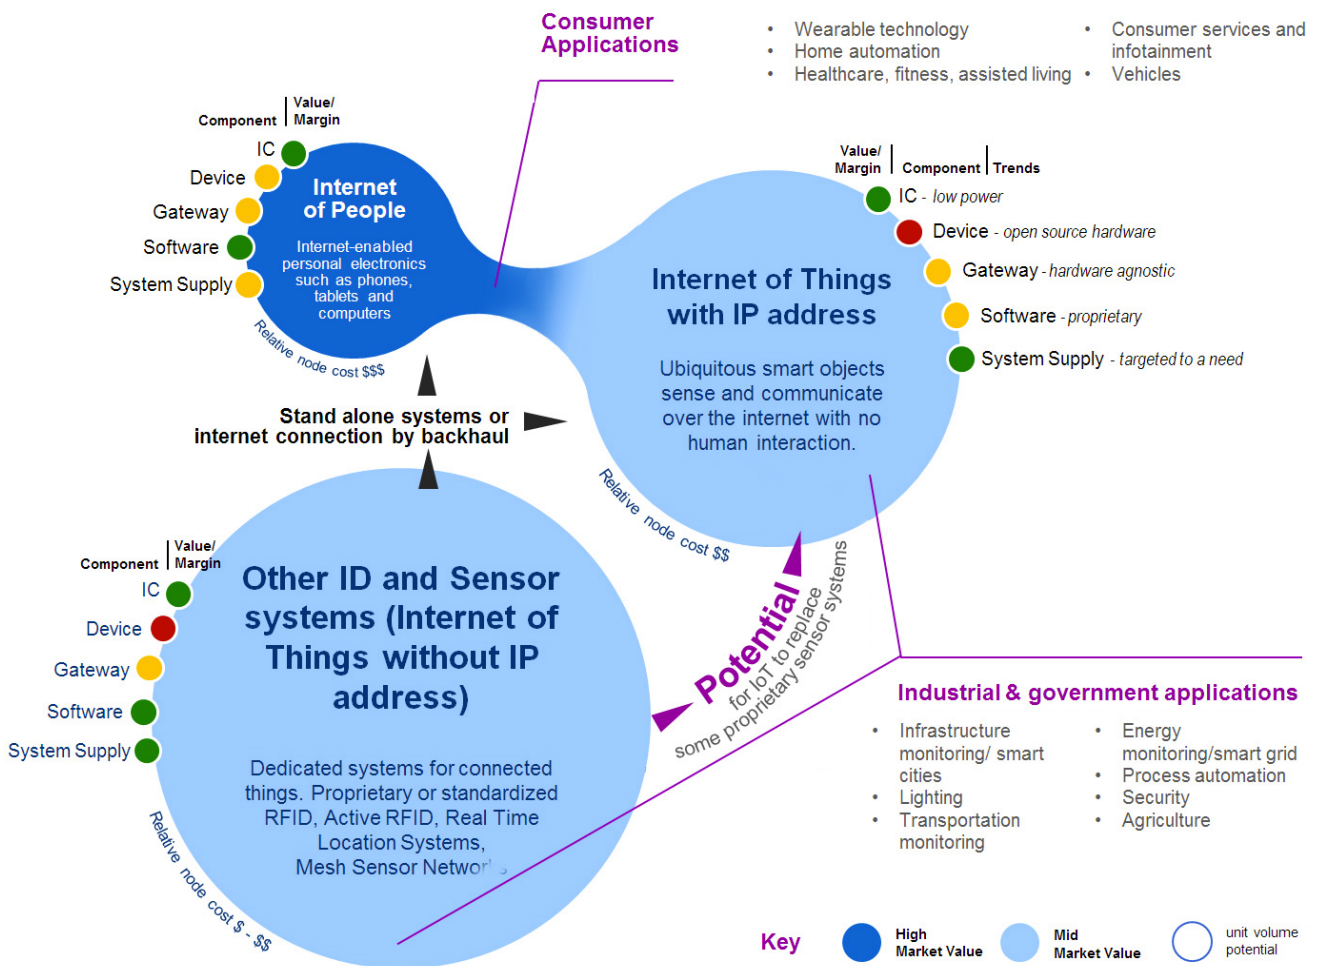 Consumer
Applications
• Wearable technology
• Home automation
• Healthcare, fitness, assisted living
• Consumer services and
infotainment
• Vehicles
Component | Value/
Margin
IC
Device
Gateway
Software
System Supply
Internet
of People
Internet-enabled
personal electronics
such as phones,
tablets and
computers
Relative node cost $$$
Value/
Margin | Component | Trends
IC - low power
Device - open source hardware
Gateway - hardware agnostic
Software - proprietary
System Supply - targeted to a need
Internet of Things
with IP address
Ubiquitous smart objects
sense and communicate
over the internet with no
human interaction.
Relative node cost $$
Stand alone systems or
internet connection by backhaul
Component | Value/
Margin
IC
Device
Gateway
Software
System Supply
Other ID and Sensor
systems (Internet of
Things without IP
address)
Dedicated systems for connected
things. Proprietary or standardized
RFID, Active RFID, Real Time
Location Systems,
Mesh Sensor Networks
Relative node cost $ - $$
Potential
for IoT to replace
some proprietary sensor systems
Industrial & government applications
• Infrastructure
monitoring/ smart
cities
• Lighting
• Transportation
monitoring
• Energy
monitoring/smart grid
• Process automation
• Security
• Agriculture
Key
High
Market Value
Mid
Market Value
unit volume
potential